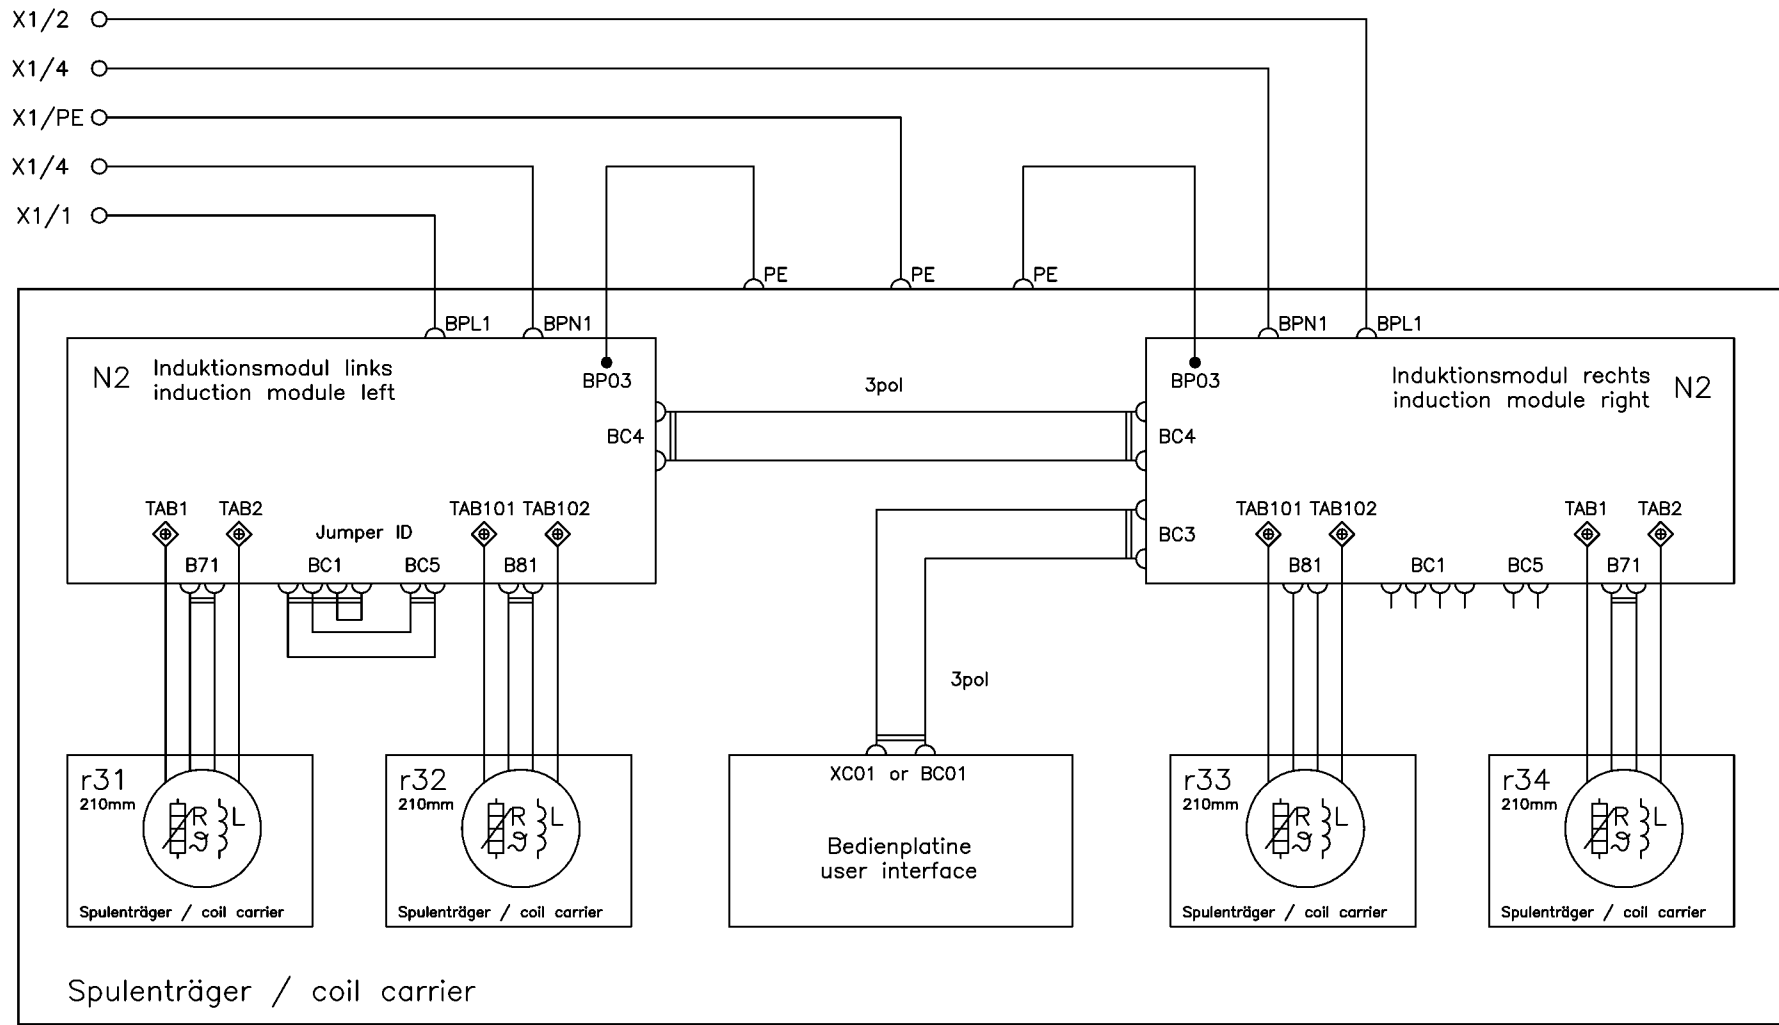 X1/2
X1/4
X1/PE
X1/4
X1/1
PE
PE
PE
BPL1
BPN1
BPN1
BPL1
N2
Induktionsmodul links
induction module left
BP03
3pol
BP03
Induktionsmodul rechts
induction module right
N2
BC4
BC4
TAB1
TAB2
Jumper ID
TAB101
TAB102
BC3
TAB101
TAB102
TAB1
TAB2
B71
BC1
BC5
B81
B81
BC1
BC5
B71
3pol
r31
210mm
R
L
ϑ
Spulenträger / coil carrier
r32
210mm
R
L
ϑ
Spulenträger / coil carrier
XC01 or BC01
Bedienplatine
user interface
r33
210mm
R
L
ϑ
Spulenträger / coil carrier
r34
210mm
R
L
ϑ
Spulenträger / coil carrier
Spulenträger / coil carrier